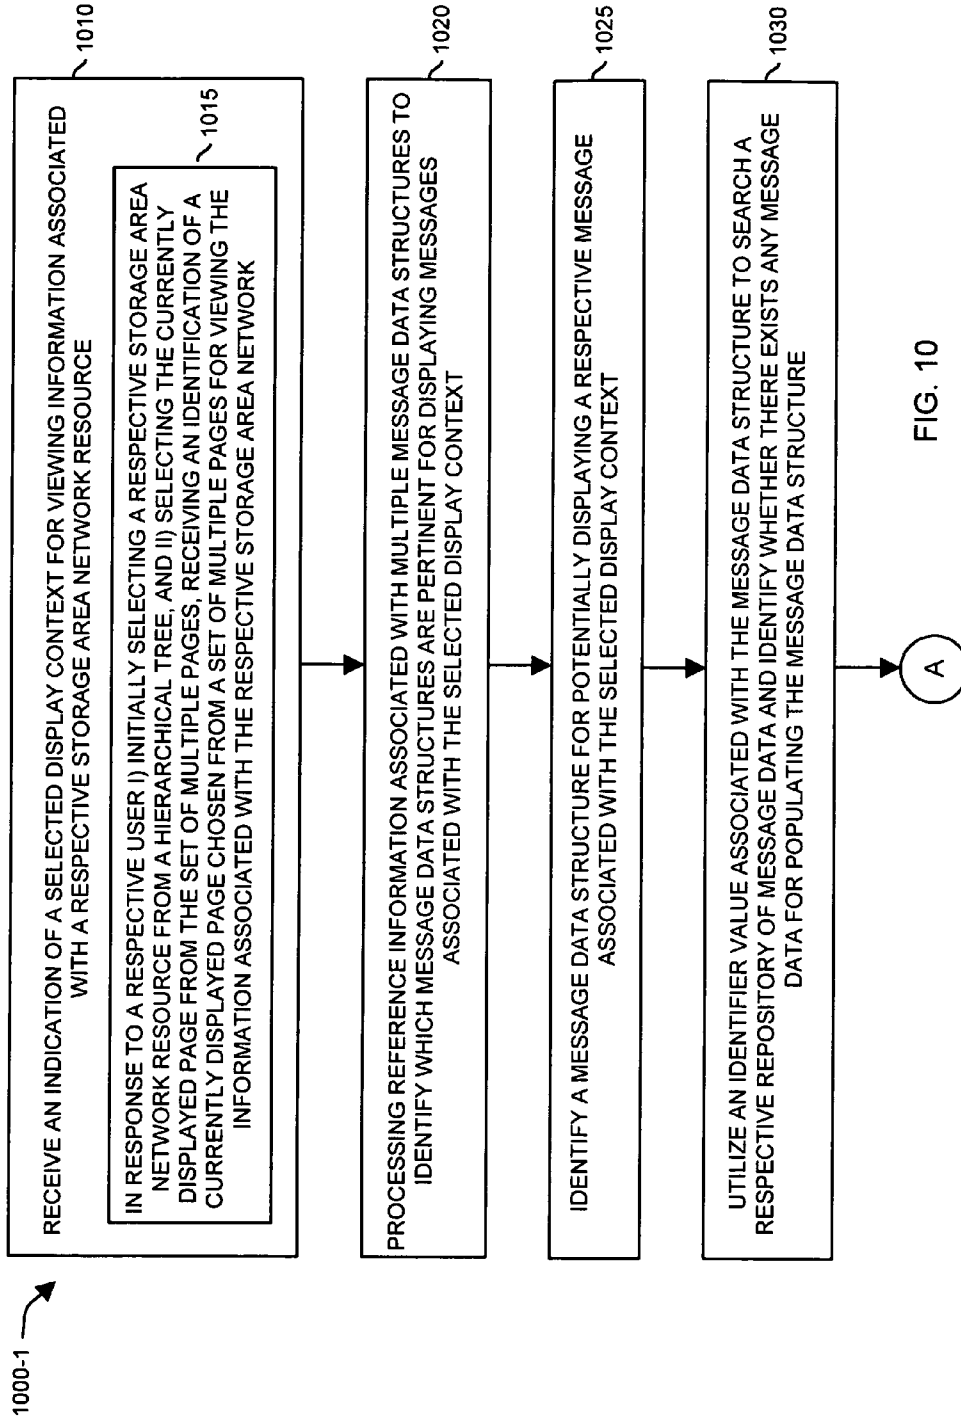 1000-1
RECEIVE AN INDICATION OF A SELECTED DISPLAY CONTEXT FOR VIEWING INFORMATION ASSOCIATED
WITH A RESPECTIVE STORAGE AREA NETWORK RESOURCE
1010
IN RESPONSE TO A RESPECTIVE USER I) INITIALLY SELECTING A RESPECTIVE STORAGE AREA
NETWORK RESOURCE FROM A HIERARCHICAL TREE, AND II) SELECTING THE CURRENTLY
DISPLAYED PAGE FROM THE SET OF MULTIPLE PAGES, RECEIVING AN IDENTIFICATION OF A
CURRENTLY DISPLAYED PAGE CHOSEN FROM A SET OF MULTIPLE PAGES FOR VIEWING THE
INFORMATION ASSOCIATED WITH THE RESPECTIVE STORAGE AREA NETWORK
1015
PROCESSING REFERENCE INFORMATION ASSOCIATED WITH MULTIPLE MESSAGE DATA STRUCTURES TO
IDENTIFY WHICH MESSAGE DATA STRUCTURES ARE PERTINENT FOR DISPLAYING MESSAGES
ASSOCIATED WITH THE SELECTED DISPLAY CONTEXT
1020
IDENTIFY A MESSAGE DATA STRUCTURE FOR POTENTIALLY DISPLAYING A RESPECTIVE MESSAGE
ASSOCIATED WITH THE SELECTED DISPLAY CONTEXT
1025
UTILIZE AN IDENTIFIER VALUE ASSOCIATED WITH THE MESSAGE DATA STRUCTURE TO SEARCH A
RESPECTIVE REPOSITORY OF MESSAGE DATA AND IDENTIFY WHETHER THERE EXISTS ANY MESSAGE
DATA FOR POPULATING THE MESSAGE DATA STRUCTURE
1030
A
FIG. 10